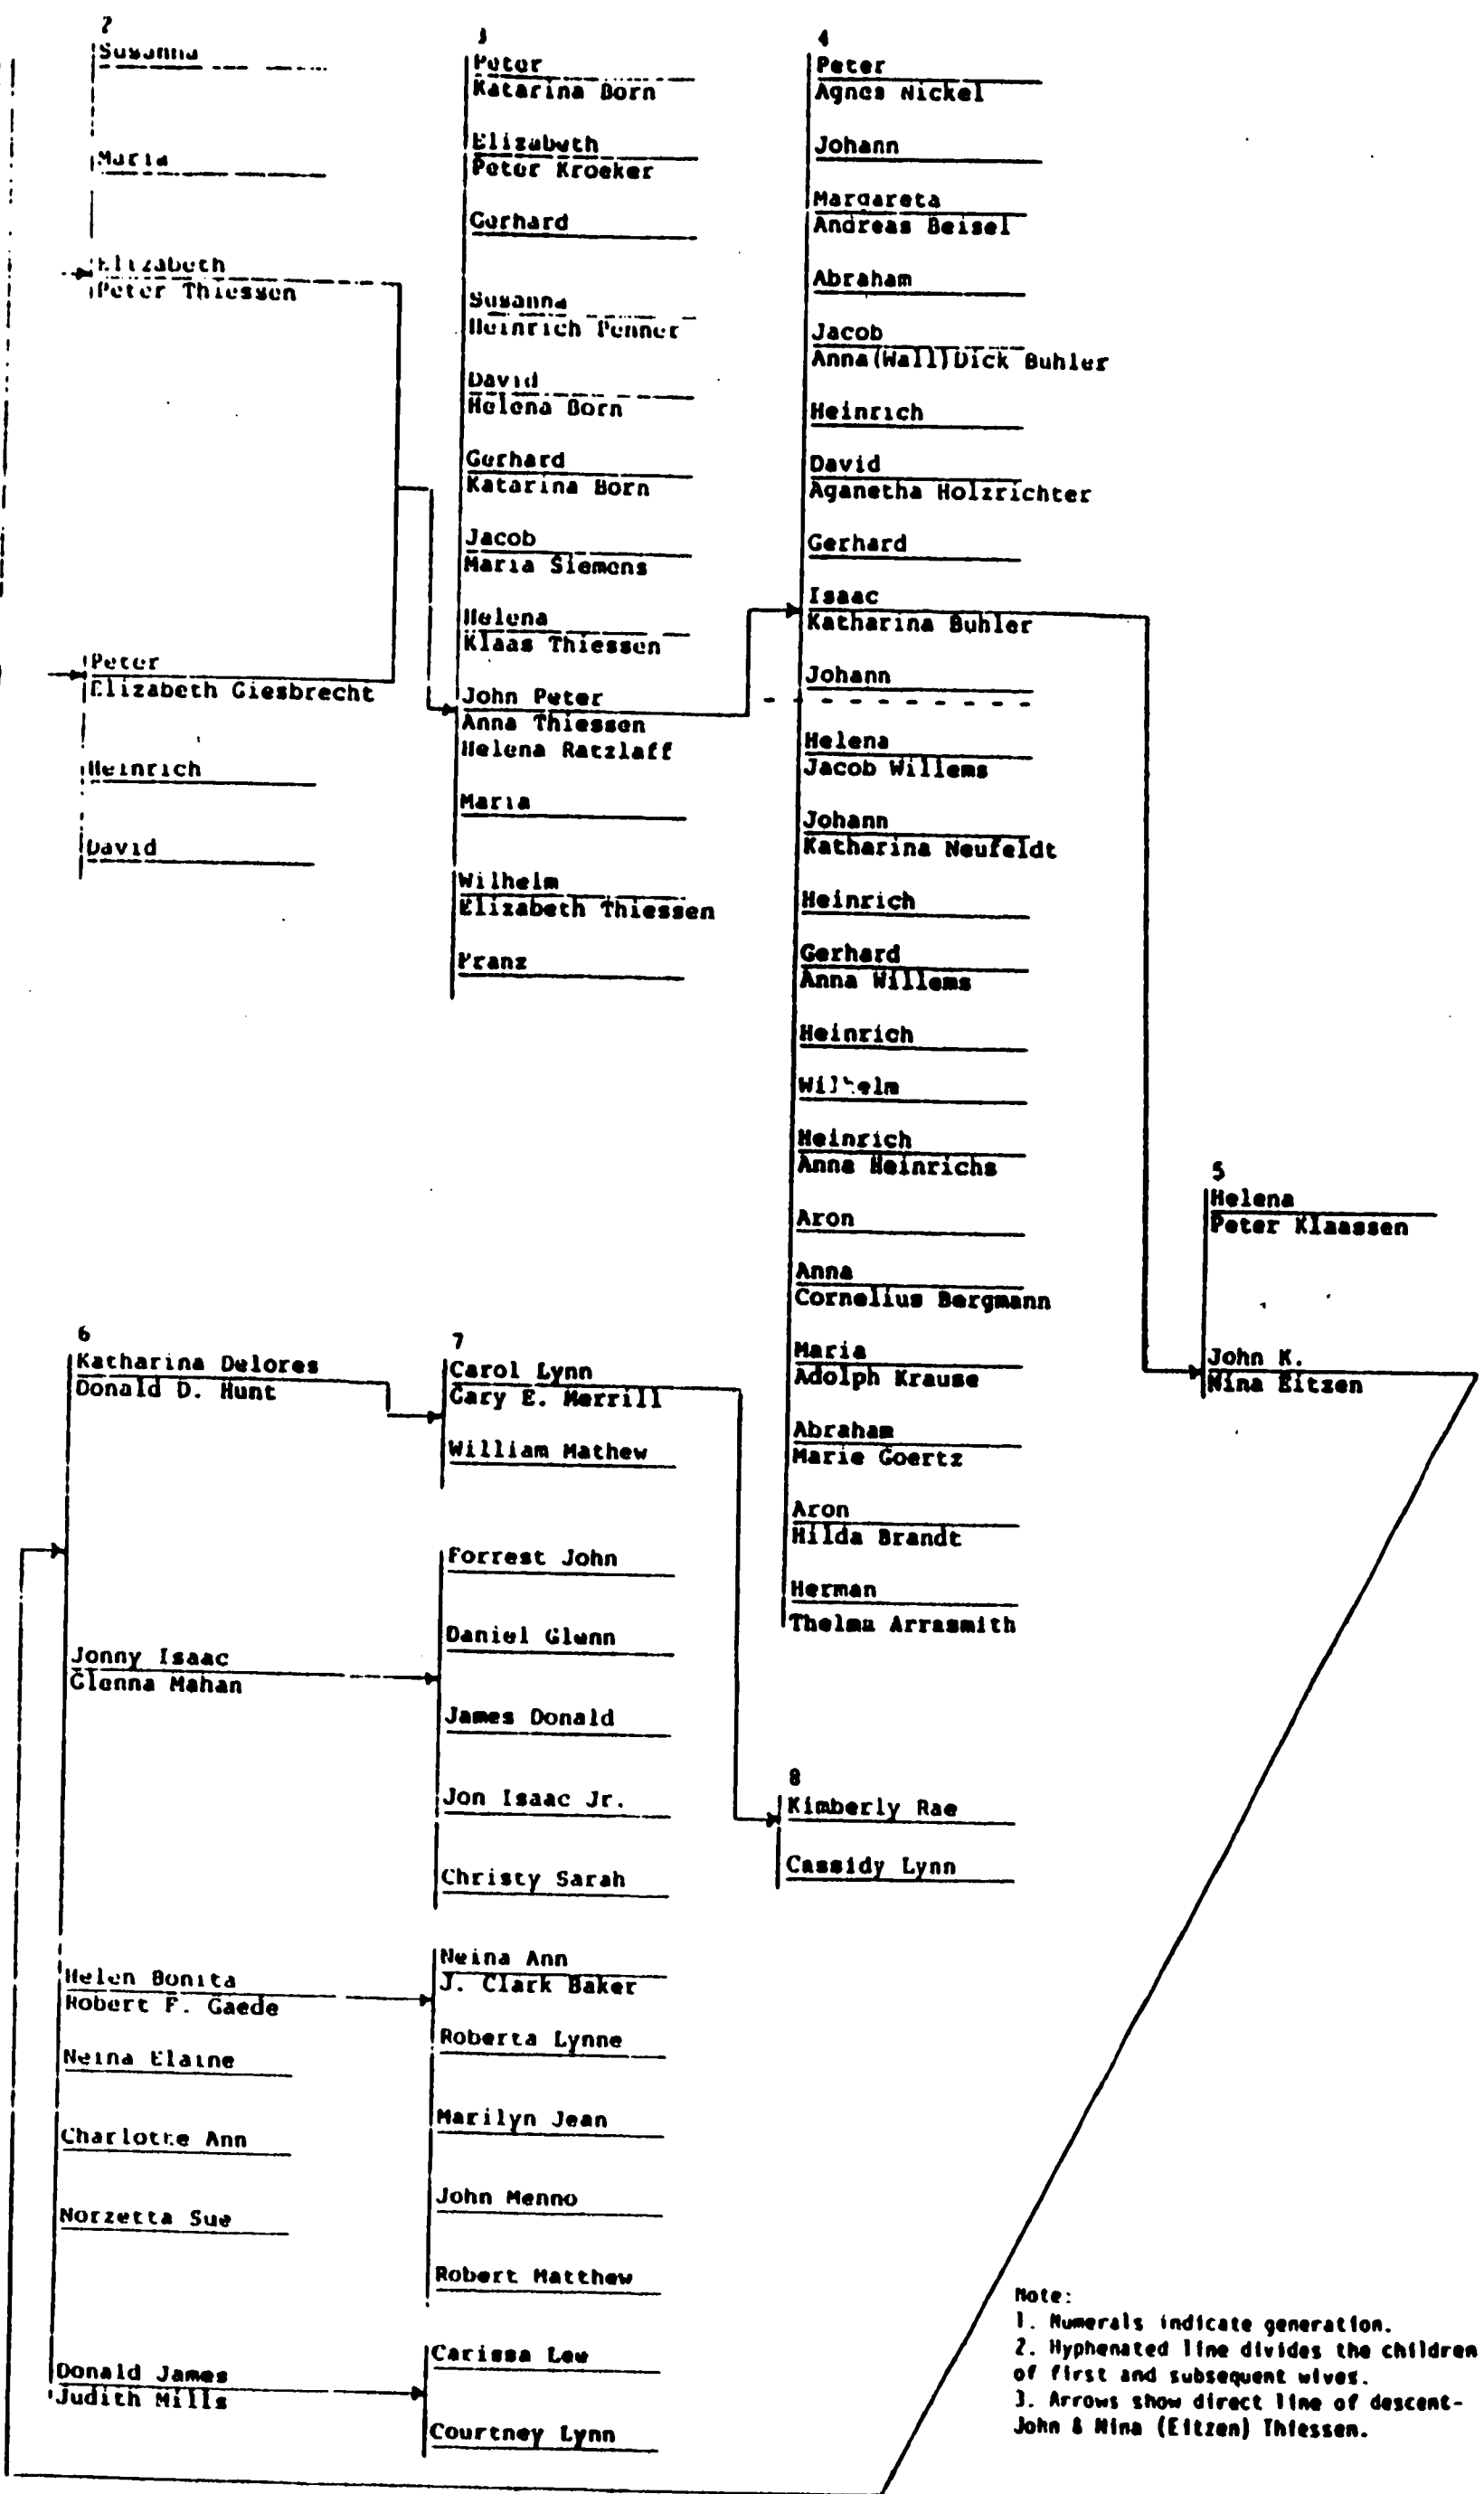 2
Susanna
Maria
Elizabeth
Peter Thiessen
Peter
Elizabeth Giesbrecht
Heinrich
David
3
Peter
Katarina Born
Elizabeth
Peter Kroeker
Gerhard
Susanna
Heinrich Penner
David
Helena Born
Gerhard
Katarina Born
Jacob
Maria Siemens
Helena
Klaas Thiessen
John Peter
Anna Thiessen
Helena Ratzlaff
Maria
Wilhelm
Elizabeth Thiessen
Franz
4
Peter
Agnes Nickel
Johann
Margareta
Andreas Beisel
Abraham
Jacob
Anna(Wall)Dick Buhler
Heinrich
David
Aganetha Holzrichter
Gerhard
Isaac
Katharina Buhler
Johann
Helena
Jacob Willems
Johann
Katharina Neufeldt
Heinrich
Gerhard
Anna Willems
Heinrich
Wilhelm
Heinrich
Anna Heinrichs
Aron
Anna
Cornelius Bergmann
Maria
Adolph Krause
Abraham
Marie Goertz
Aron
Hilda Brandt
Herman
Thelma Arrasmith
5
Helena
Peter Klaassen
John K.
Nina Eitzen
6
Katharina Delores
Donald D. Hunt
Jonny Isaac
Glenna Mahan
Helen Bonita
Robert F. Gaede
Neina Elaine
Charlotte Ann
Norzetta Sue
Donald James
Judith Mills
7
Carol Lynn
Gary E. Merrill
William Mathew
Forrest John
Daniel Glenn
James Donald
Jon Isaac Jr.
Christy Sarah
Neina Ann
J. Clark Baker
Roberta Lynne
Marilyn Jean
John Menno
Robert Matthew
Carissa Lee
Courtney Lynn
8
Kimberly Rae
Cassidy Lynn
Note:
1. Numerals indicate generation.
2. Hyphenated line divides the children
of first and subsequent wives.
3. Arrows show direct line of descent-
John & Nina (Eitzen) Thiessen.